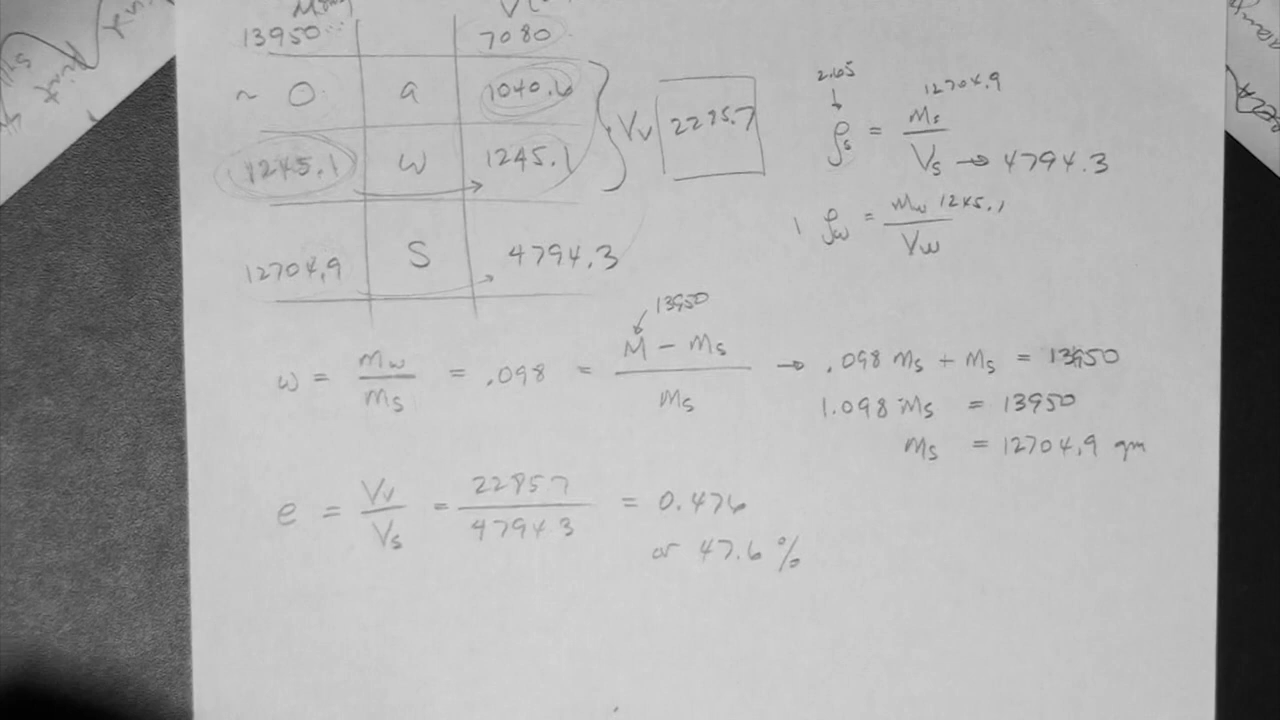 13950 7080
~ 0 a 1040.6
1245.1 w 1245.1
12704.9 S 4794.3
Vv 2285.7
2.65 12704.9
ρs = Ms / Vs → 4794.3
1 ρw = Mw 1245.1 / Vw
13950
w = Mw / Ms = .098 = M - Ms / Ms → .098 Ms + Ms = 13950
1.098 Ms = 13950
Ms = 12704.9 gm
e = Vv / Vs = 2285.7 / 4794.3 = 0.476
or 47.6 %